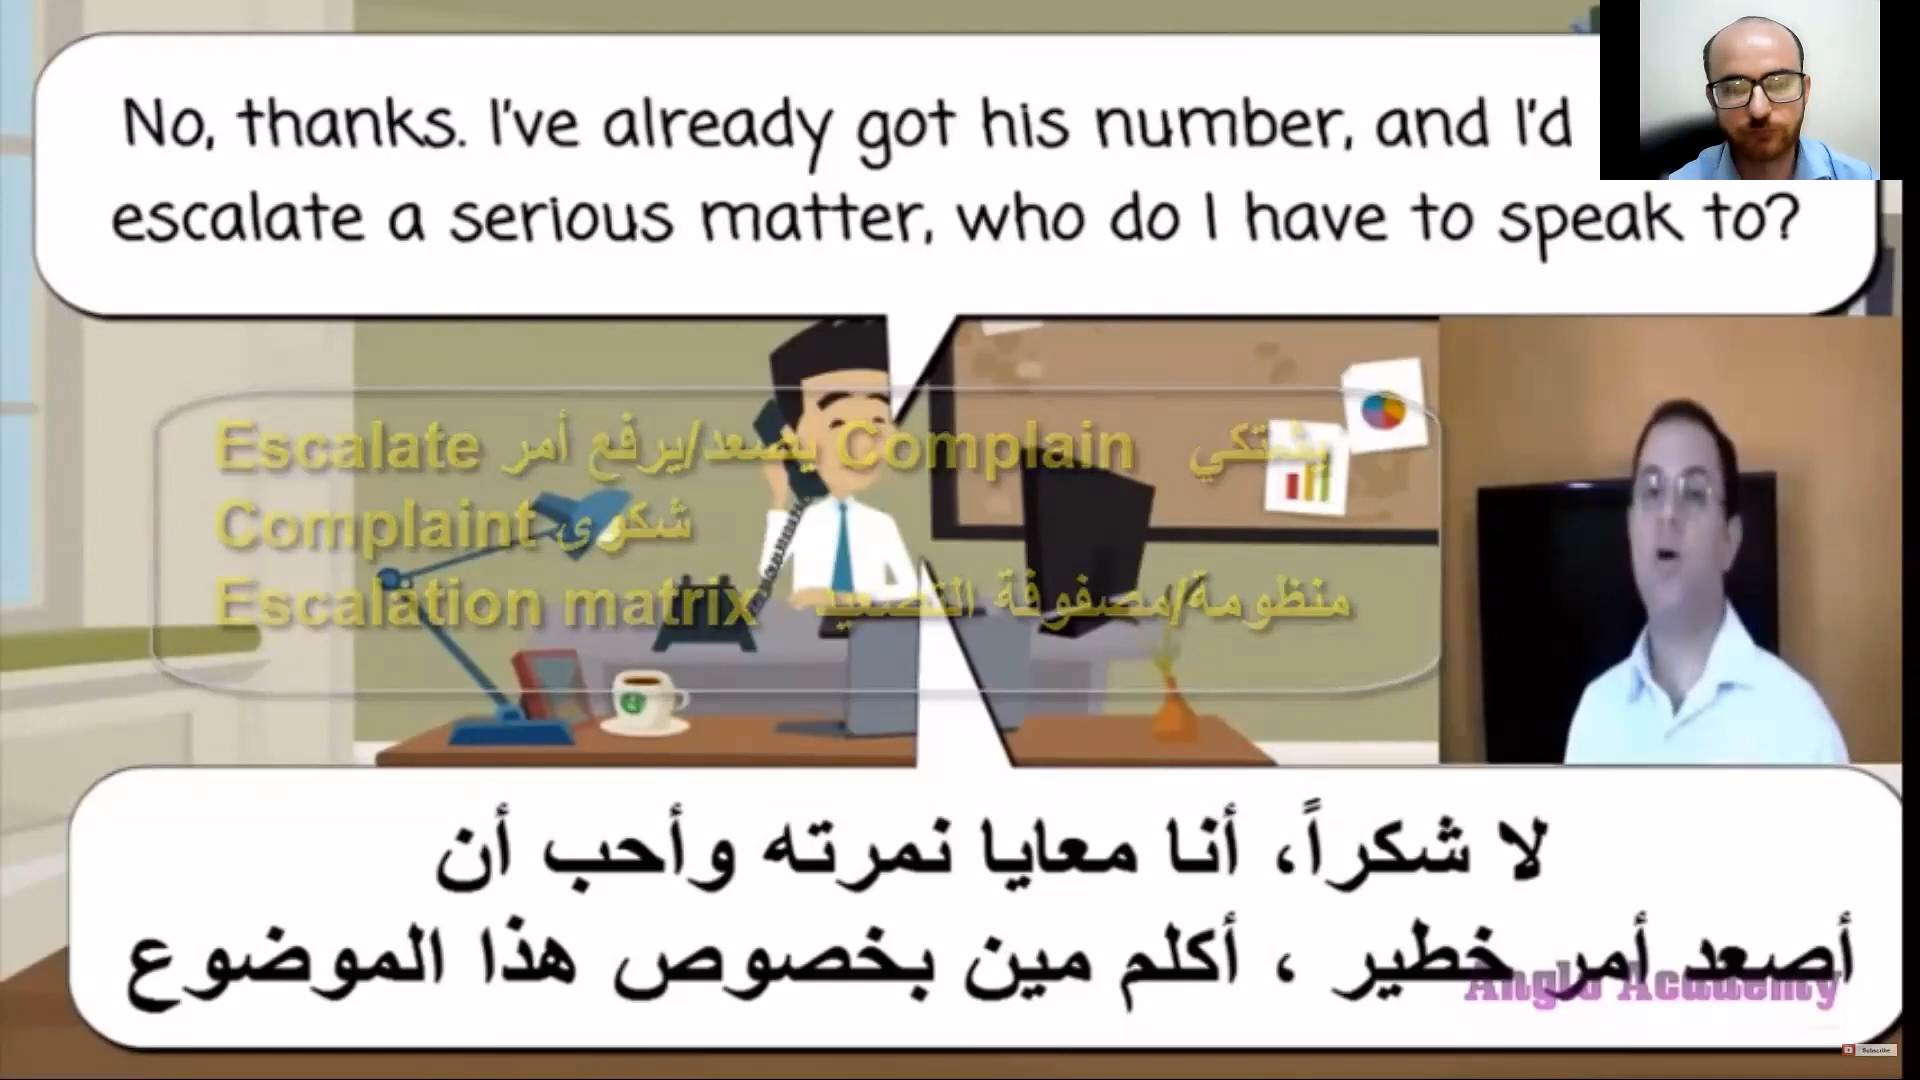 No, thanks. I've already got his number, and I'd
escalate a serious matter, who do I have to speak to?
Escalate يصعد/يرفع أمر Complain يشتكي
Complaint شكوى
Escalation matrix منظومة/مصفوفة التصعيد
لا شكراً، أنا معايا نمرته وأحب أن
أصعد أمر خطير ، أكلم مين بخصوص هذا الموضوع
Anglo Academy
Subscribe